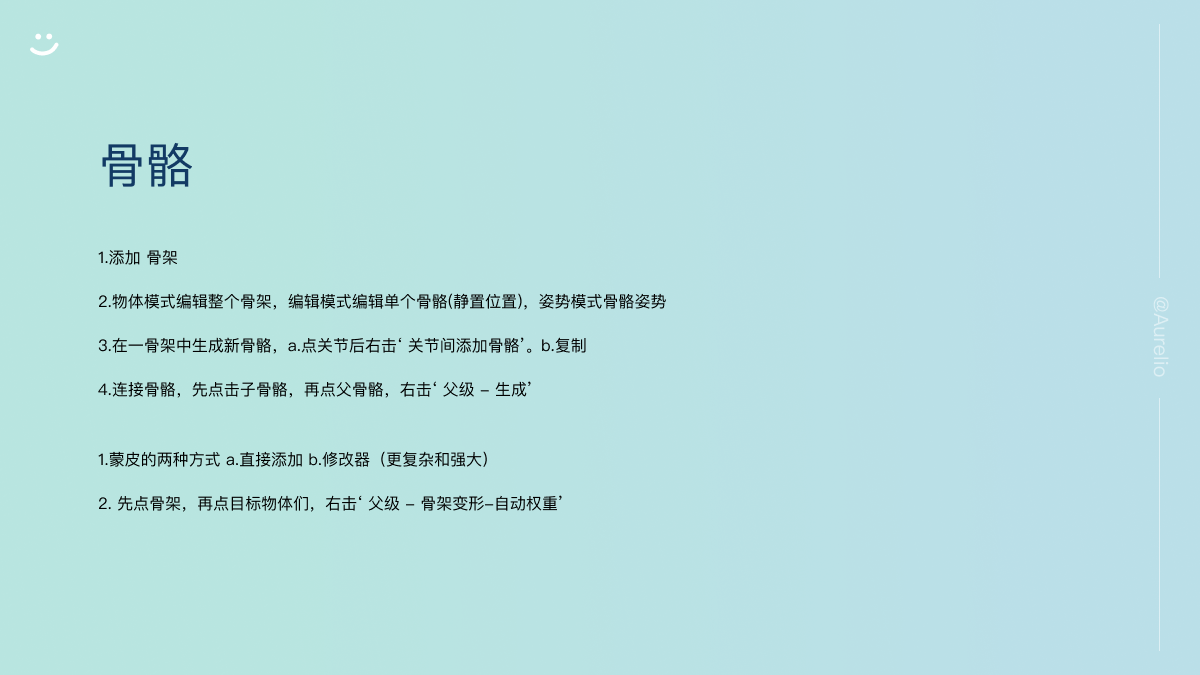 骨骼
1.添加 骨架
2.物体模式编辑整个骨架，编辑模式编辑单个骨骼(静置位置)，姿势模式骨骼姿势
3.在一骨架中生成新骨骼，a.点关节后右击‘ 关节间添加骨骼’。b.复制
4.连接骨骼，先点击子骨骼，再点父骨骼，右击‘ 父级 – 生成’
1.蒙皮的两种方式 a.直接添加 b.修改器（更复杂和强大）
2. 先点骨架，再点目标物体们，右击‘ 父级 – 骨架变形–自动权重’
@Aurelio